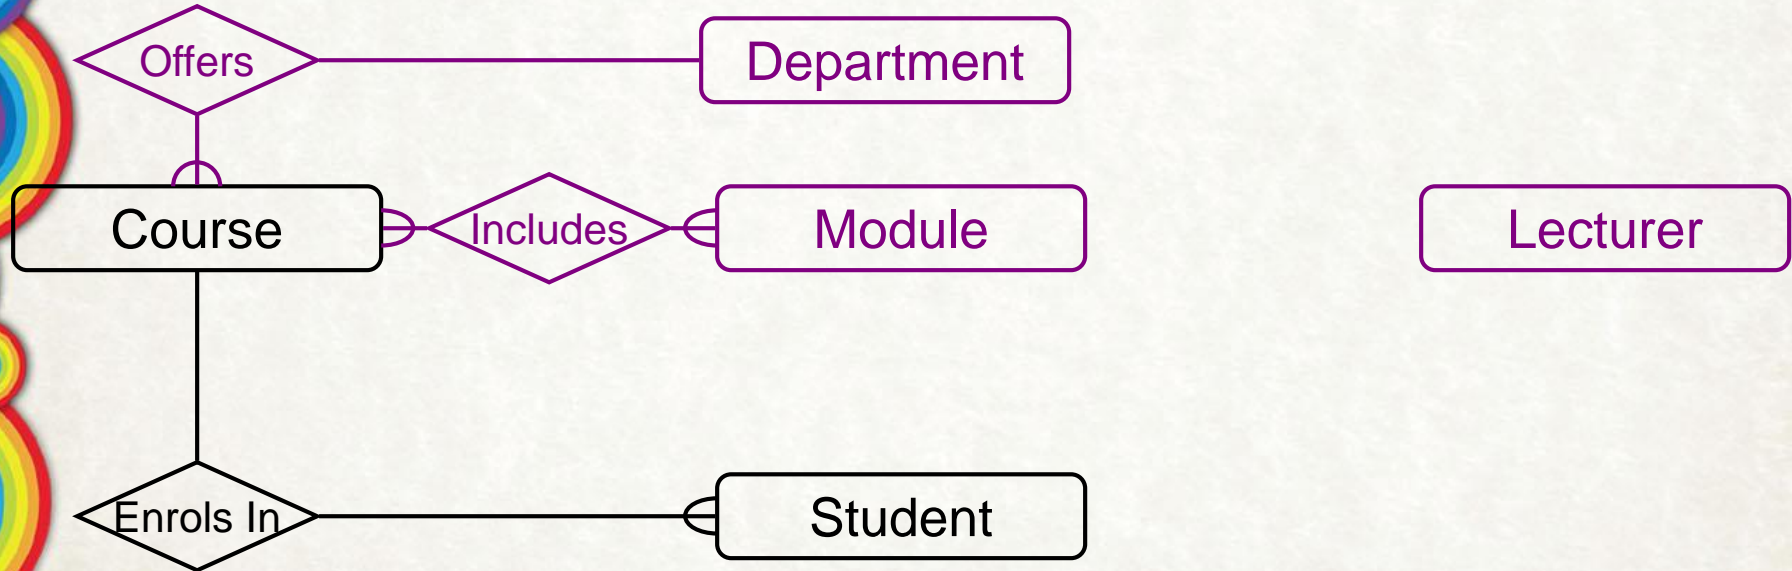 Offers
Department
Course
Includes
Module
Lecturer
Enrols In
Student